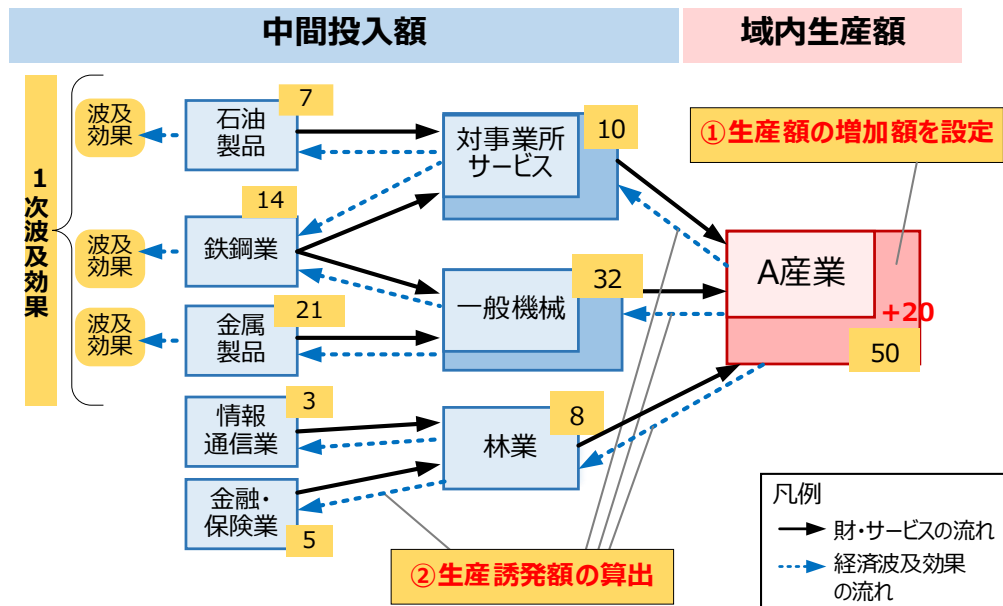 中間投入額
域内生産額
①生産額の増加額を設定
1次波及効果
波及
効果
石油
製品
7
対事業所
サービス
10
波及
効果
鉄鋼業
14
A産業
+20
50
一般機械
32
波及
効果
金属
製品
21
情報
通信業
3
林業
8
金融・
保険業
5
②生産誘発額の算出
凡例
財・サービスの流れ
経済波及効果
の流れ